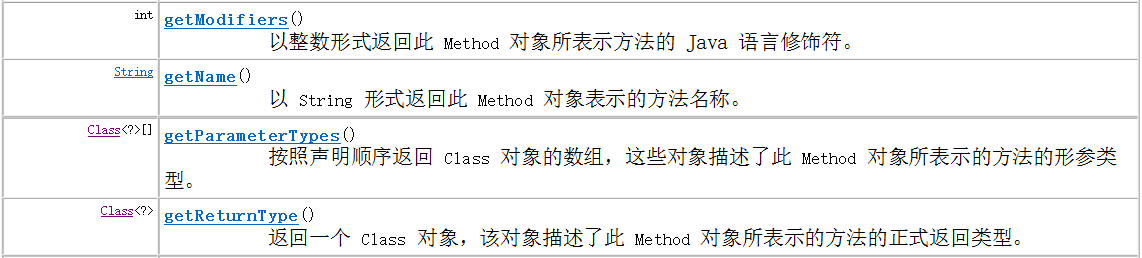 int getModifiers()
以整数形式返回此 Method 对象所表示方法的 Java 语言修饰符。
String getName()
以 String 形式返回此 Method 对象表示的方法名称。
Class<?>[] getParameterTypes()
按照声明顺序返回 Class 对象的数组，这些对象描述了此 Method 对象所表示的方法的形参类
型。
Class<?> getReturnType()
返回一个 Class 对象，该对象描述了此 Method 对象所表示的方法的正式返回类型。